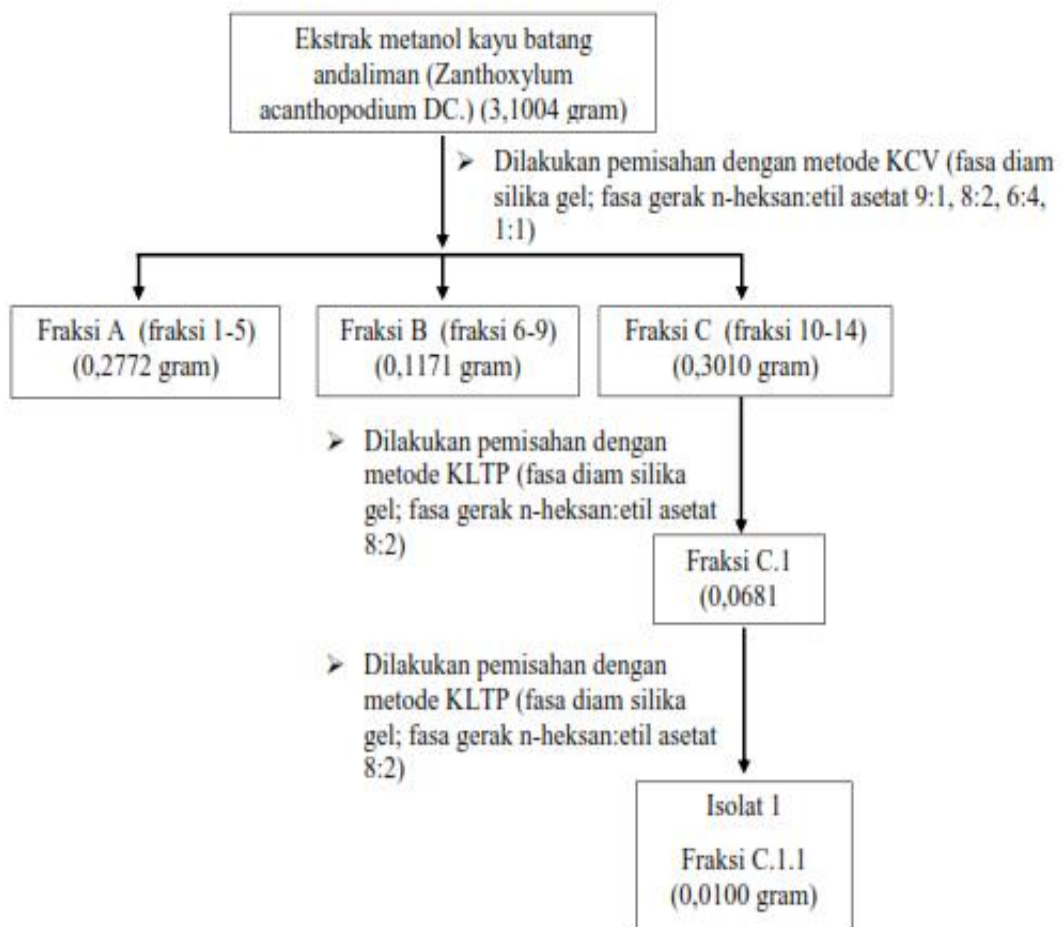 Ekstrak metanol kayu batang
andaliman (Zanthoxylum
acanthopodium DC.) (3,1004 gram)
➢ Dilakukan pemisahan dengan metode KCV (fasa diam
silika gel; fasa gerak n-heksan:etil asetat 9:1, 8:2, 6:4,
1:1)
Fraksi A (fraksi 1-5)
(0,2772 gram)
Fraksi B (fraksi 6-9)
(0,1171 gram)
Fraksi C (fraksi 10-14)
(0,3010 gram)
➢ Dilakukan pemisahan dengan
metode KLTP (fasa diam silika
gel; fasa gerak n-heksan:etil asetat
8:2)
Fraksi C.1
(0,0681
➢ Dilakukan pemisahan dengan
metode KLTP (fasa diam silika
gel; fasa gerak n-heksan:etil asetat
8:2)
Isolat 1
Fraksi C.1.1
(0,0100 gram)